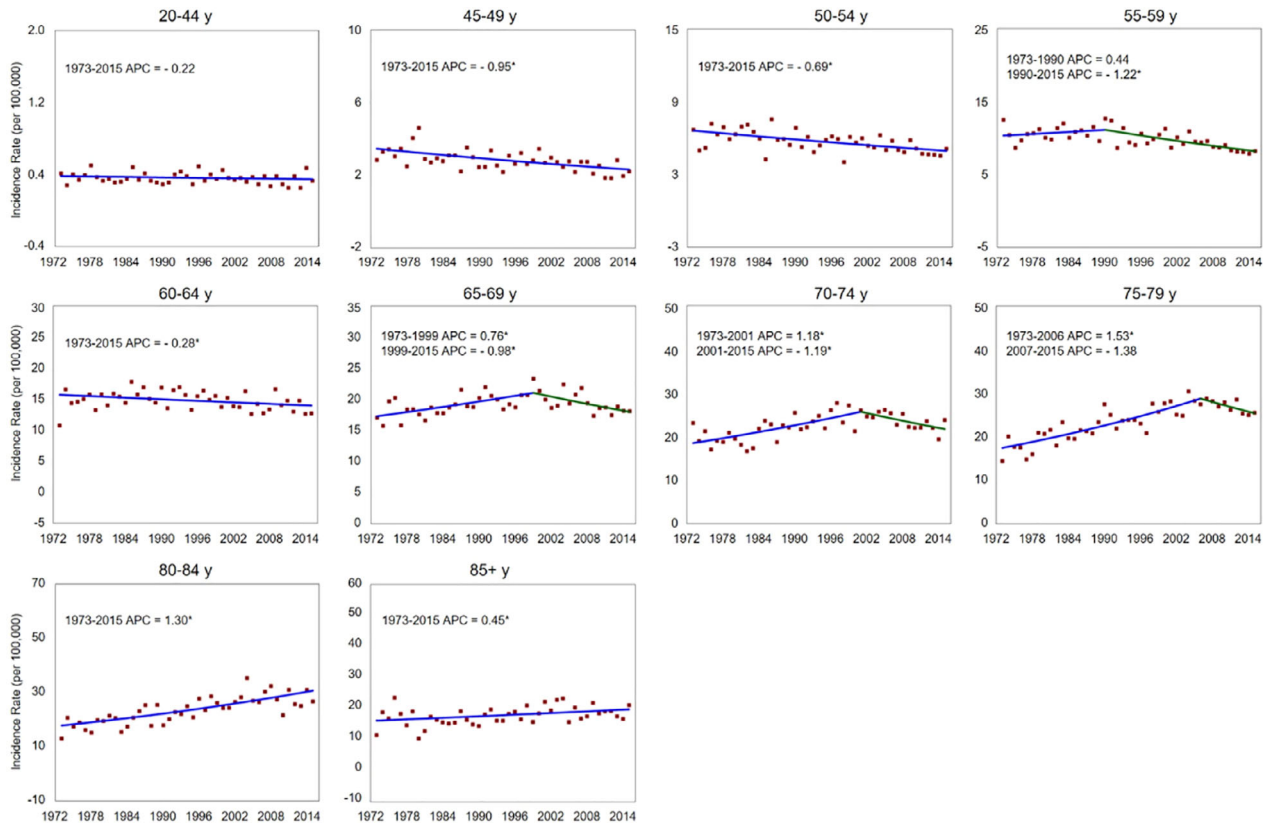 20-44 y
45-49 y
50-54 y
55-59 y
Incidence Rate (per 100,000)
2.0
1.2
0.4
-0.4
1973-2015 APC = - 0.22
1972 1978 1984 1990 1996 2002 2008 2014
10
6
2
-2
1973-2015 APC = - 0.95*
1972 1978 1984 1990 1996 2002 2008 2014
15
9
3
-3
1973-2015 APC = - 0.69*
1972 1978 1984 1990 1996 2002 2008 2014
25
15
5
-5
1973-1990 APC = 0.44
1990-2015 APC = - 1.22*
1972 1978 1984 1990 1996 2002 2008 2014
60-64 y
65-69 y
70-74 y
75-79 y
Incidence Rate (per 100,000)
30
25
20
15
10
5
0
-5
1973-2015 APC = - 0.28*
1972 1978 1984 1990 1996 2002 2008 2014
35
30
25
20
15
10
5
0
1973-1999 APC = 0.76*
1999-2015 APC = - 0.98*
1972 1978 1984 1990 1996 2002 2008 2014
50
40
30
20
10
0
1973-2001 APC = 1.18*
2001-2015 APC = - 1.19*
1972 1978 1984 1990 1996 2002 2008 2014
50
40
30
20
10
0
1973-2006 APC = 1.53*
2007-2015 APC = - 1.38
1972 1978 1984 1990 1996 2002 2008 2014
80-84 y
85+ y
Incidence Rate (per 100,000)
70
50
30
10
-10
1973-2015 APC = 1.30*
1972 1978 1984 1990 1996 2002 2008 2014
60
50
40
30
20
10
0
-10
1973-2015 APC = 0.45*
1972 1978 1984 1990 1996 2002 2008 2014